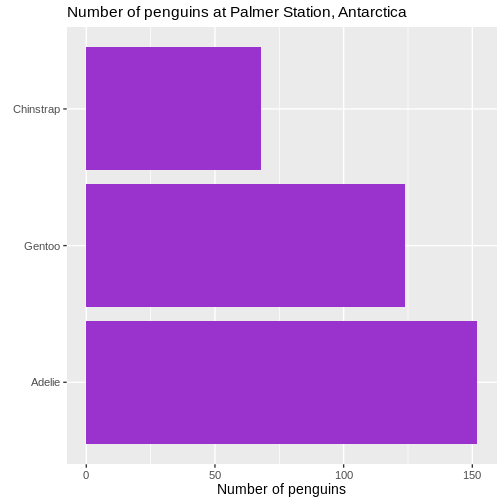 Number of penguins at Palmer Station, Antarctica
Chinstrap
Gentoo
Adelie
0 50 100 150
Number of penguins